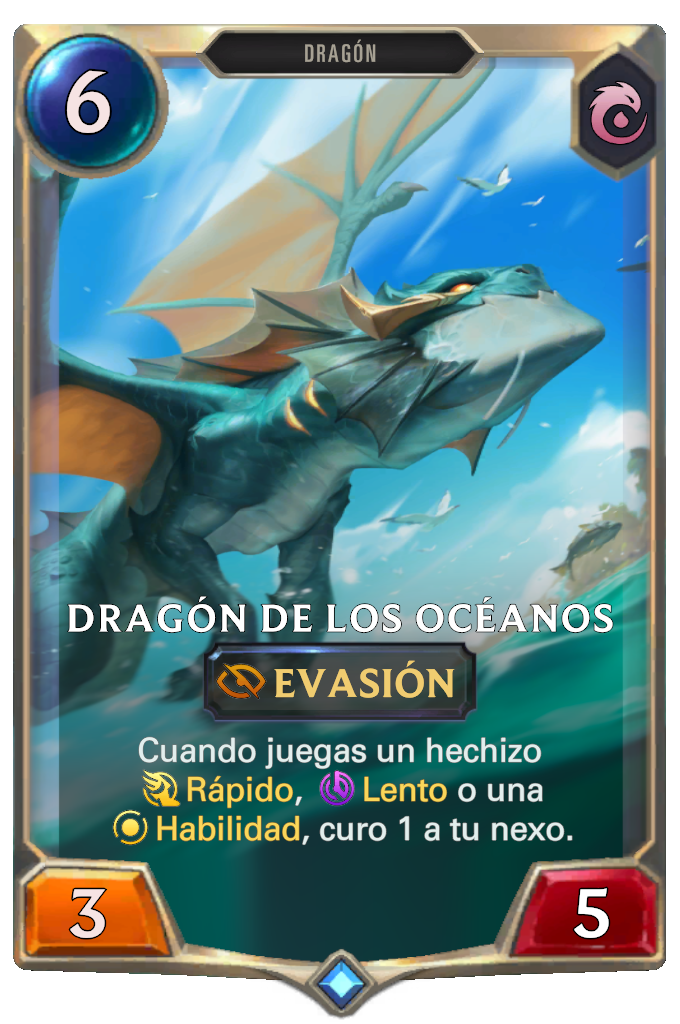 DRAGÓN
6
DRAGÓN DE LOS OCÉANOS
EVASIÓN
Cuando juegas un hechizo
Rápido, Lento o una
Habilidad, curo 1 a tu nexo.
3
5